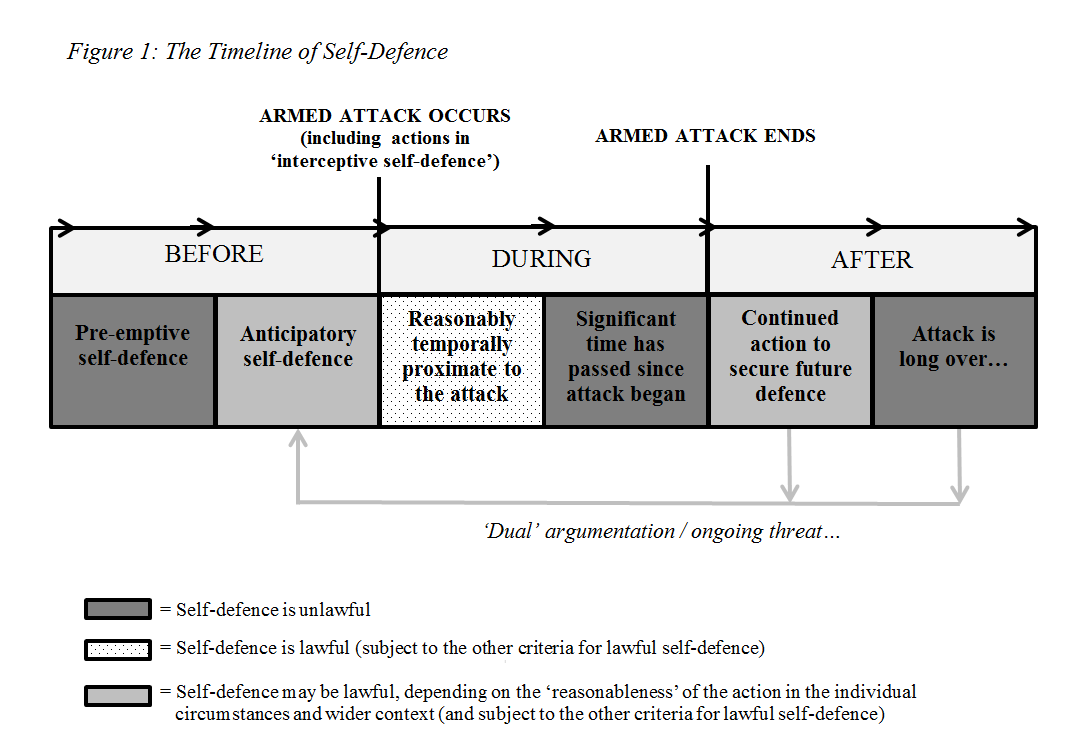 Figure 1: The Timeline of Self-Defence
ARMED ATTACK OCCURS
(including actions in
‘interceptive self-defence’)
ARMED ATTACK ENDS
BEFORE
DURING
AFTER
Pre-emptive
self-defence
Anticipatory
self-defence
Reasonably
temporally
proximate to
the attack
Significant
time has
passed since
attack began
Continued
action to
secure future
defence
Attack is
long over…
‘Dual’ argumentation / ongoing threat…
= Self-defence is unlawful
= Self-defence is lawful (subject to the other criteria for lawful self-defence)
= Self-defence may be lawful, depending on the ‘reasonableness’ of the action in the individual
circumstances and wider context (and subject to the other criteria for lawful self-defence)